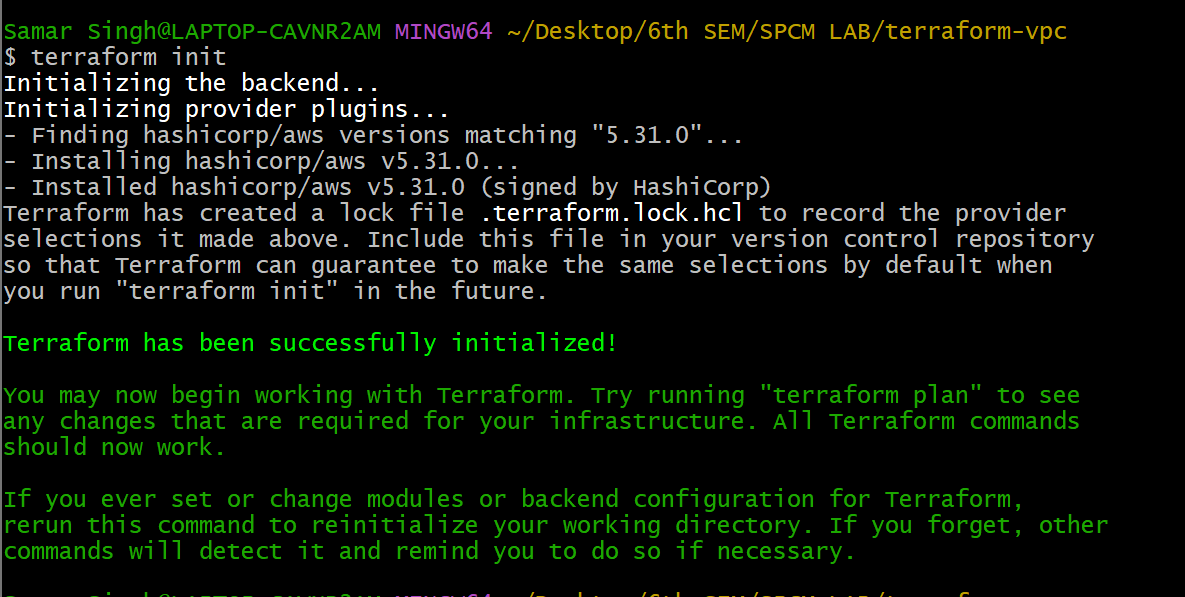 Samar Singh@LAPTOP-CAVNR2AM MINGW64 ~/Desktop/6th SEM/SPCM LAB/terraform-vpc
$ terraform init
Initializing the backend...
Initializing provider plugins...
- Finding hashicorp/aws versions matching "5.31.0"...
- Installing hashicorp/aws v5.31.0...
- Installed hashicorp/aws v5.31.0 (signed by HashiCorp)
Terraform has created a lock file .terraform.lock.hcl to record the provider
selections it made above. Include this file in your version control repository
so that Terraform can guarantee to make the same selections by default when
you run "terraform init" in the future.
Terraform has been successfully initialized!
You may now begin working with Terraform. Try running "terraform plan" to see
any changes that are required for your infrastructure. All Terraform commands
should now work.
If you ever set or change modules or backend configuration for Terraform,
rerun this command to reinitialize your working directory. If you forget, other
commands will detect it and remind you to do so if necessary.